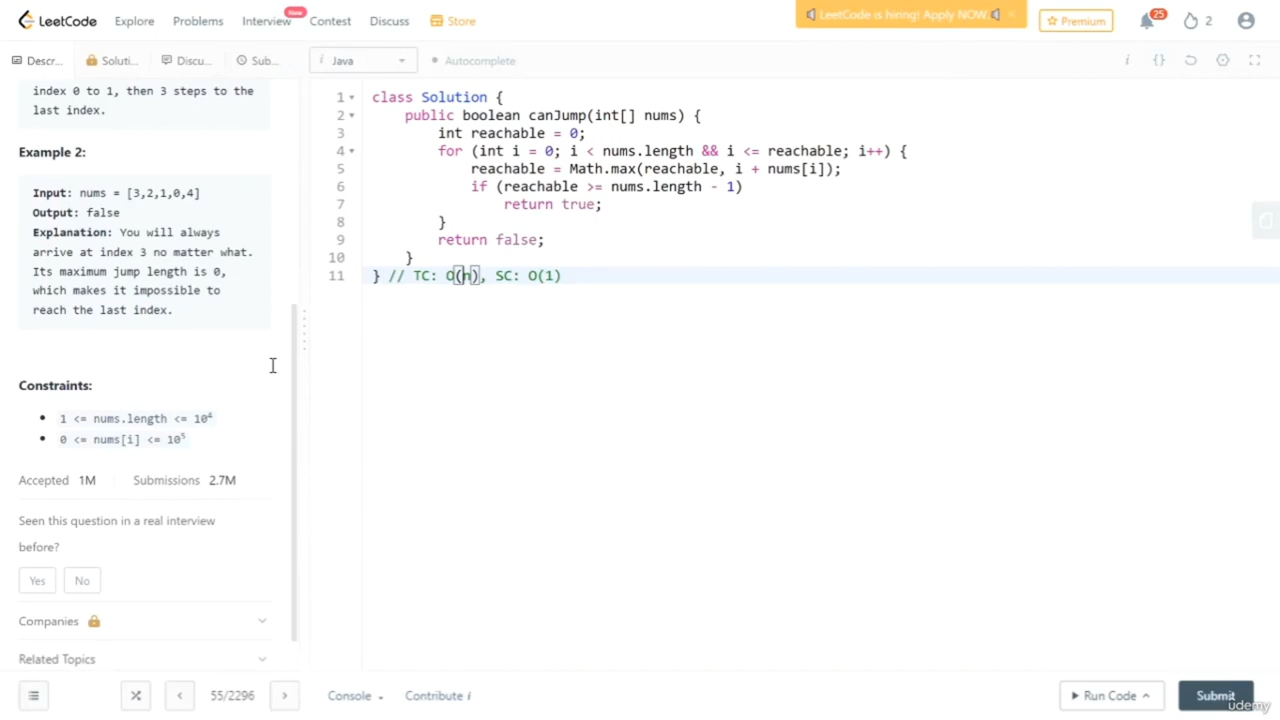 LeetCode Explore Problems Interview New Contest Discuss Store LeetCode is hiring! Apply NOW. × Premium 25 2
Descr... Soluti... Discu... Sub... i Java Autocomplete i {}
index 0 to 1, then 3 steps to the
last index.
Example 2:
Input: nums = [3,2,1,0,4]
Output: false
Explanation: You will always
arrive at index 3 no matter what.
Its maximum jump length is 0,
which makes it impossible to
reach the last index.
Constraints:
• 1 <= nums.length <= 10⁴
• 0 <= nums[i] <= 10⁵
Accepted 1M Submissions 2.7M
Seen this question in a real interview
before?
Yes No
Companies
Related Topics
1 class Solution {
2 public boolean canJump(int[] nums) {
3 int reachable = 0;
4 for (int i = 0; i < nums.length && i <= reachable; i++) {
5 reachable = Math.max(reachable, i + nums[i]);
6 if (reachable >= nums.length - 1)
7 return true;
8 }
9 return false;
10 }
11 } // TC: O(n), SC: O(1)
55/2296 Console Contribute i Run Code Submit
udemy